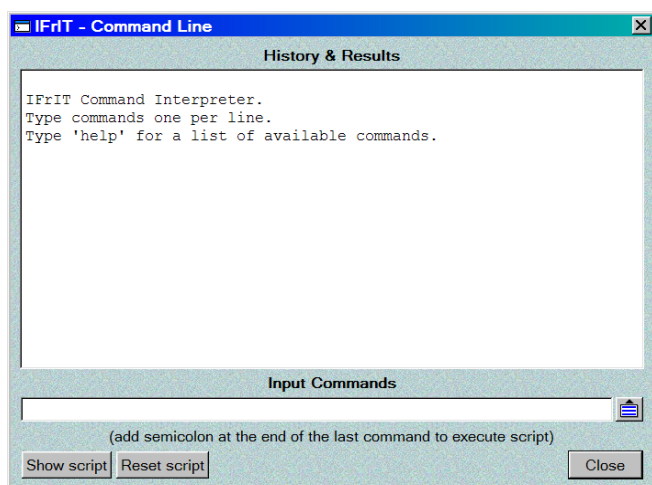 IFrIT - Command Line
History & Results
IFrIT Command Interpreter.
Type commands one per line.
Type 'help' for a list of available commands.
Input Commands
(add semicolon at the end of the last command to execute script)
Show script Reset script Close